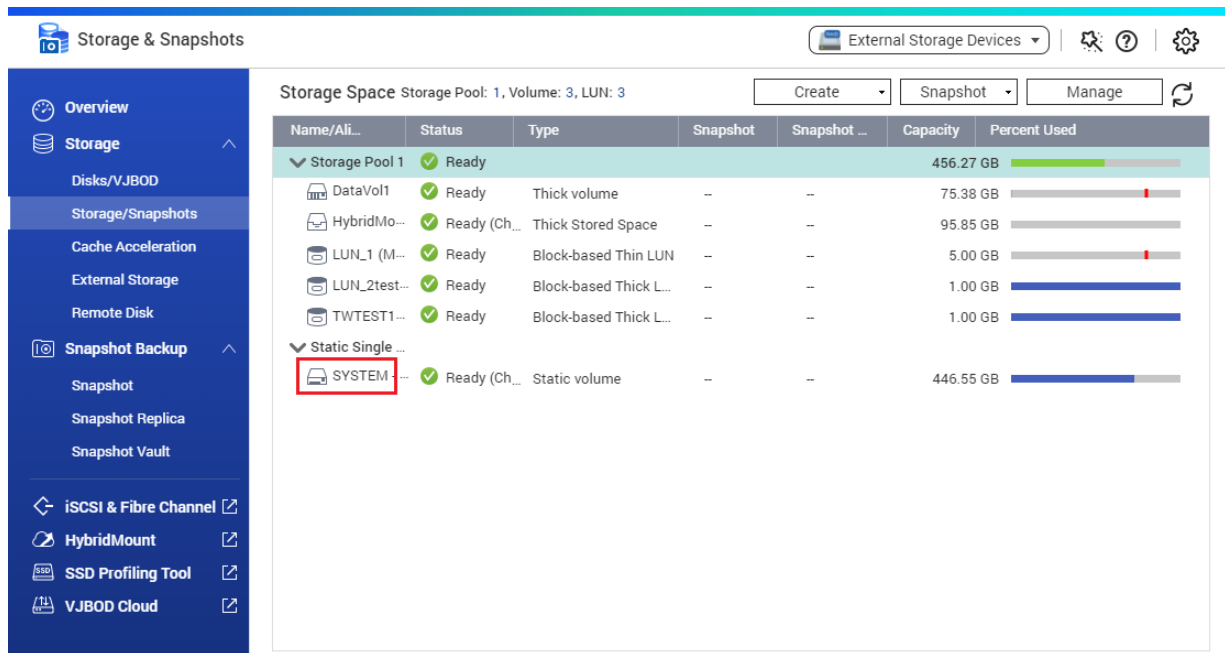 Storage & Snapshots
External Storage Devices
Overview
Storage
Disks/VJBOD
Storage/Snapshots
Cache Acceleration
External Storage
Remote Disk
Snapshot Backup
Snapshot
Snapshot Replica
Snapshot Vault
iSCSI & Fibre Channel
HybridMount
SSD Profiling Tool
VJBOD Cloud
Storage Space Storage Pool: 1, Volume: 3, LUN: 3
Create Snapshot Manage
Name/Ali... Status Type Snapshot Snapshot ... Capacity Percent Used
Storage Pool 1 Ready 456.27 GB
DataVol1 Ready Thick volume -- -- 75.38 GB
HybridMo... Ready (Ch... Thick Stored Space -- -- 95.85 GB
LUN_1 (M... Ready Block-based Thin LUN -- -- 5.00 GB
LUN_2test... Ready Block-based Thick L... -- -- 1.00 GB
TWTEST1... Ready Block-based Thick L... -- -- 1.00 GB
Static Single ...
SYSTEM - ... Ready (Ch... Static volume -- -- 446.55 GB